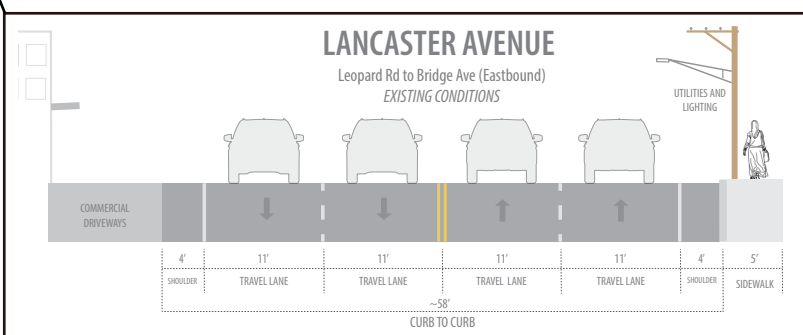 LANCASTER AVENUE
Leopard Rd to Bridge Ave (Eastbound)
EXISTING CONDITIONS
UTILITIES AND
LIGHTING
COMMERCIAL
DRIVEWAYS
4' 11' 11' 11' 11' 4' 5'
SHOULDER TRAVEL LANE TRAVEL LANE TRAVEL LANE TRAVEL LANE SHOULDER SIDEWALK
~58'
CURB TO CURB